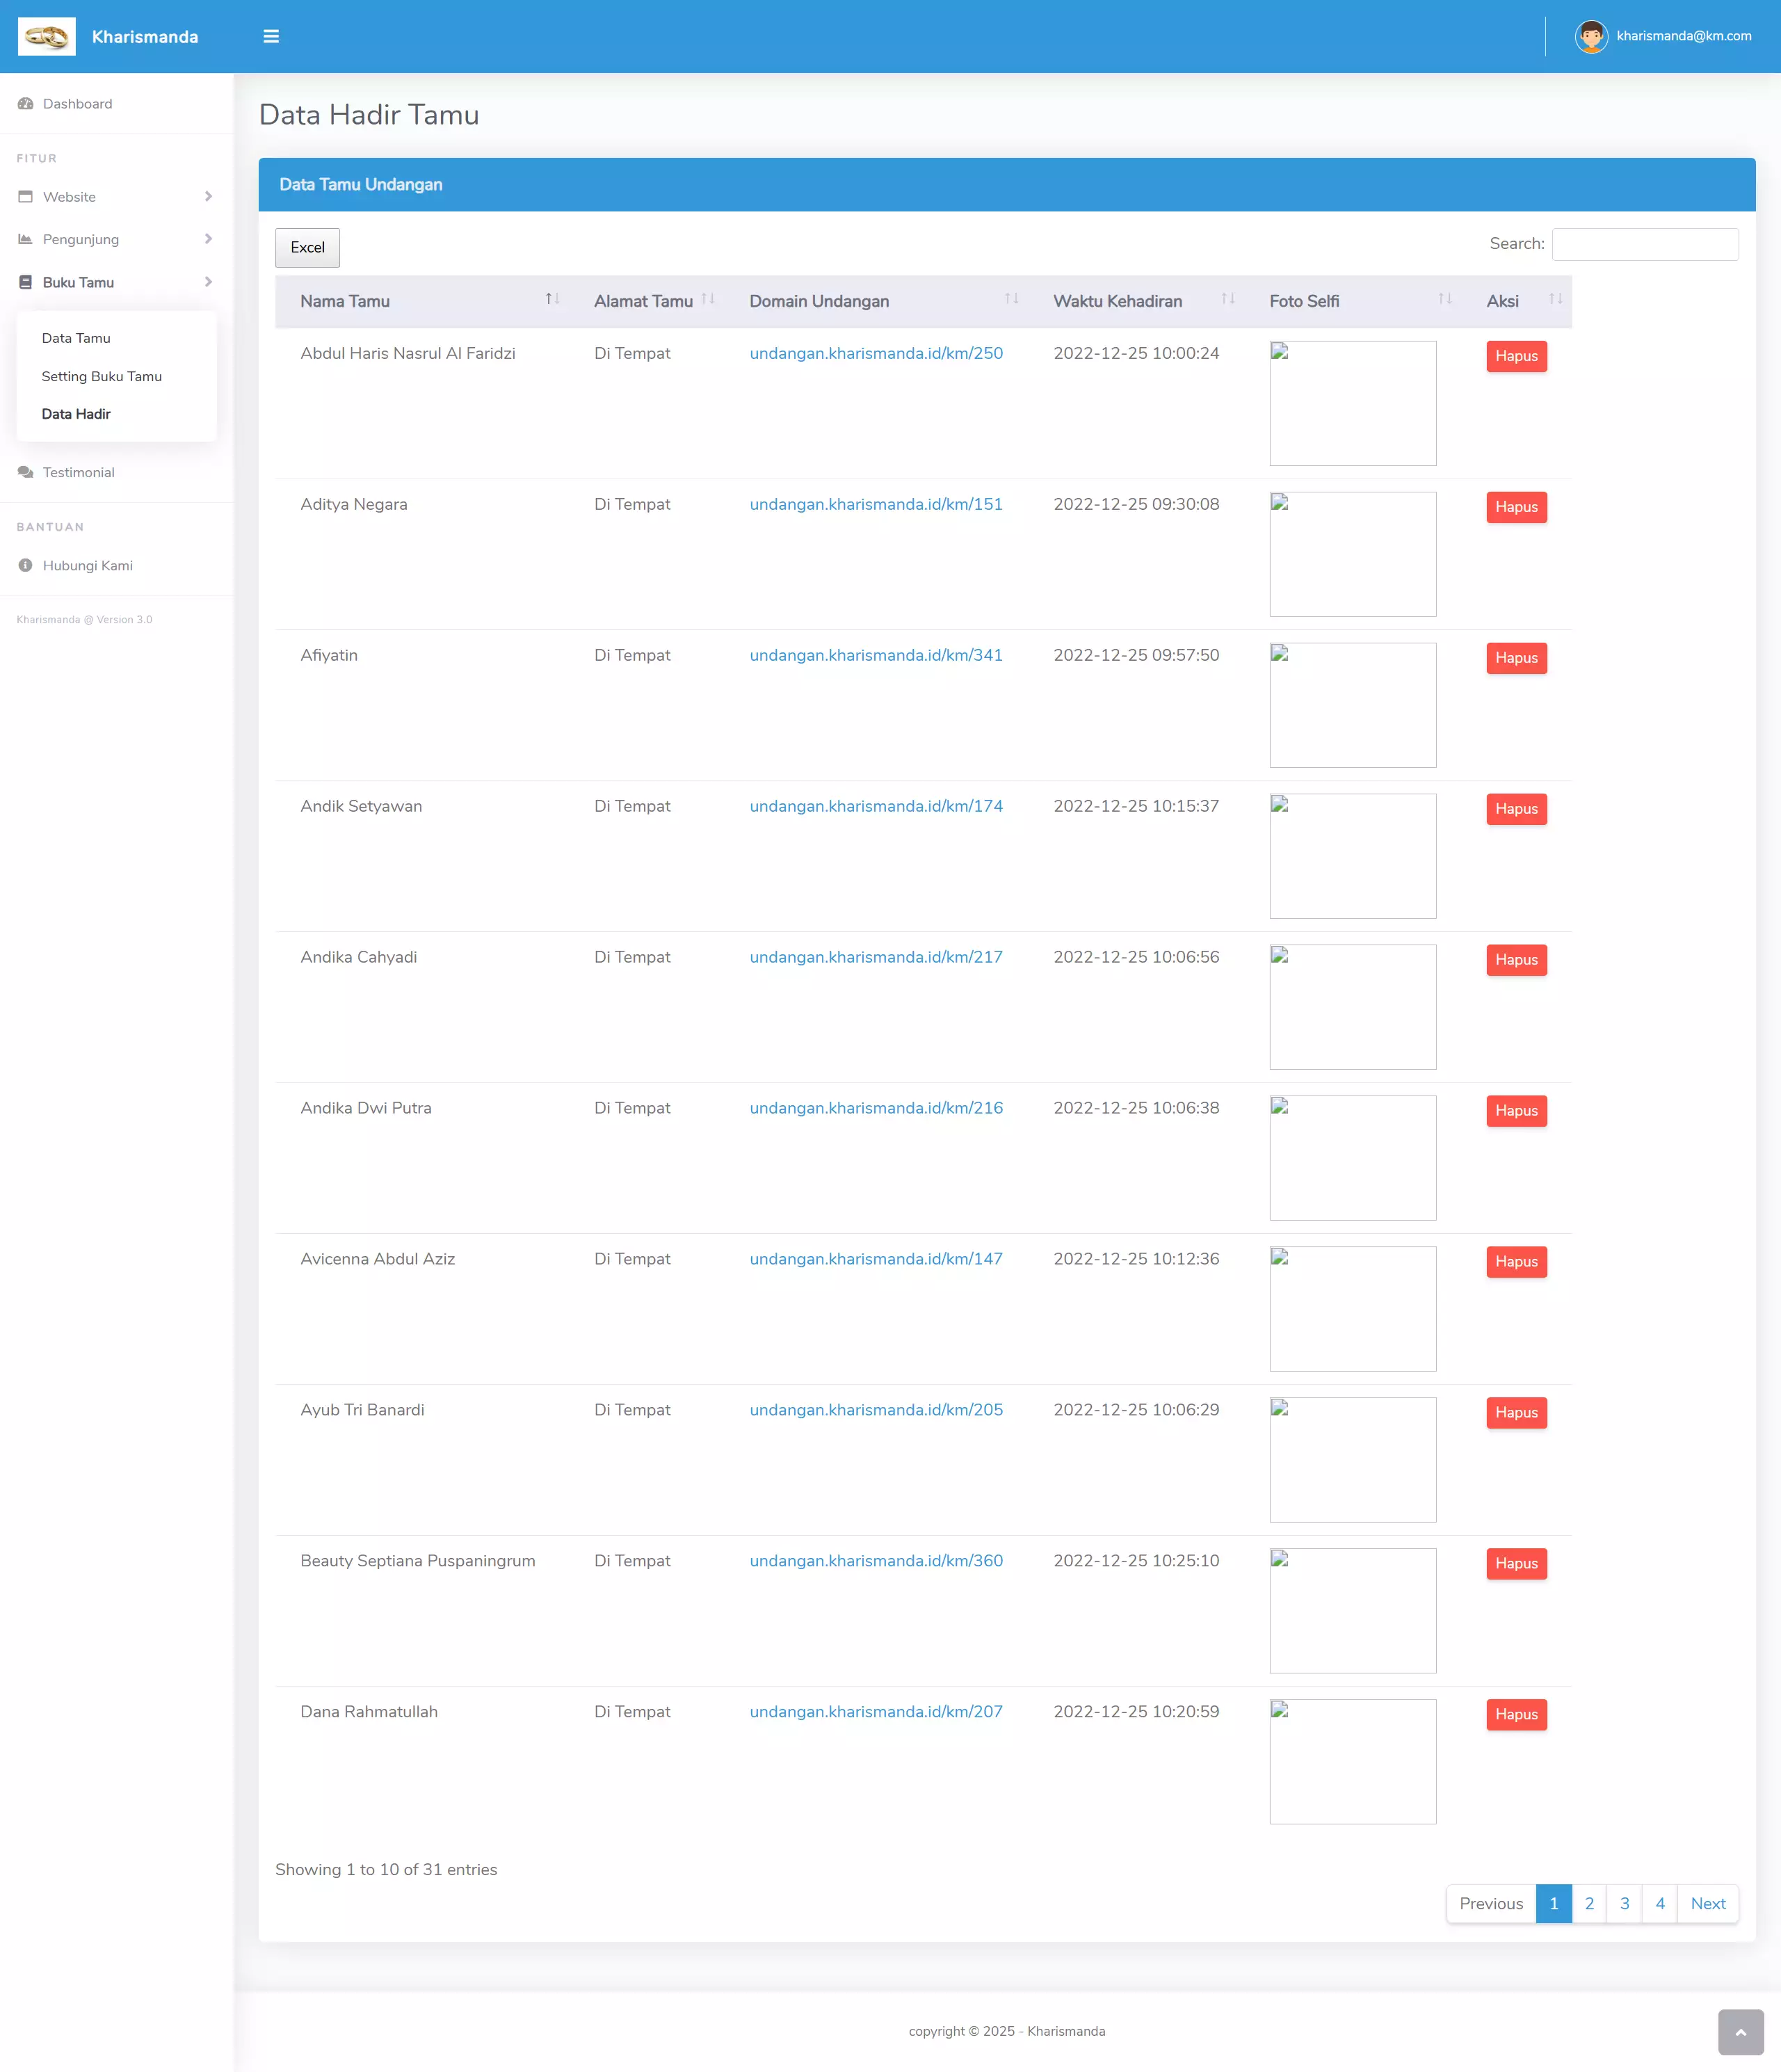 Kharismanda
kharismanda@km.com
Dashboard
FITUR
Website
Pengunjung
Buku Tamu
Data Tamu
Setting Buku Tamu
Data Hadir
Testimonial
BANTUAN
Hubungi Kami
Kharismanda @ Version 3.0
Data Hadir Tamu
Data Tamu Undangan
Excel
Search:
Nama Tamu Alamat Tamu Domain Undangan Waktu Kehadiran Foto Selfi Aksi
Abdul Haris Nasrul Al Faridzi Di Tempat undangan.kharismanda.id/km/250 2022-12-25 10:00:24 Hapus
Aditya Negara Di Tempat undangan.kharismanda.id/km/151 2022-12-25 09:30:08 Hapus
Afiyatin Di Tempat undangan.kharismanda.id/km/341 2022-12-25 09:57:50 Hapus
Andik Setyawan Di Tempat undangan.kharismanda.id/km/174 2022-12-25 10:15:37 Hapus
Andika Cahyadi Di Tempat undangan.kharismanda.id/km/217 2022-12-25 10:06:56 Hapus
Andika Dwi Putra Di Tempat undangan.kharismanda.id/km/216 2022-12-25 10:06:38 Hapus
Avicenna Abdul Aziz Di Tempat undangan.kharismanda.id/km/147 2022-12-25 10:12:36 Hapus
Ayub Tri Banardi Di Tempat undangan.kharismanda.id/km/205 2022-12-25 10:06:29 Hapus
Beauty Septiana Puspaningrum Di Tempat undangan.kharismanda.id/km/360 2022-12-25 10:25:10 Hapus
Dana Rahmatullah Di Tempat undangan.kharismanda.id/km/207 2022-12-25 10:20:59 Hapus
Showing 1 to 10 of 31 entries
Previous 1 2 3 4 Next
copyright © 2025 - Kharismanda